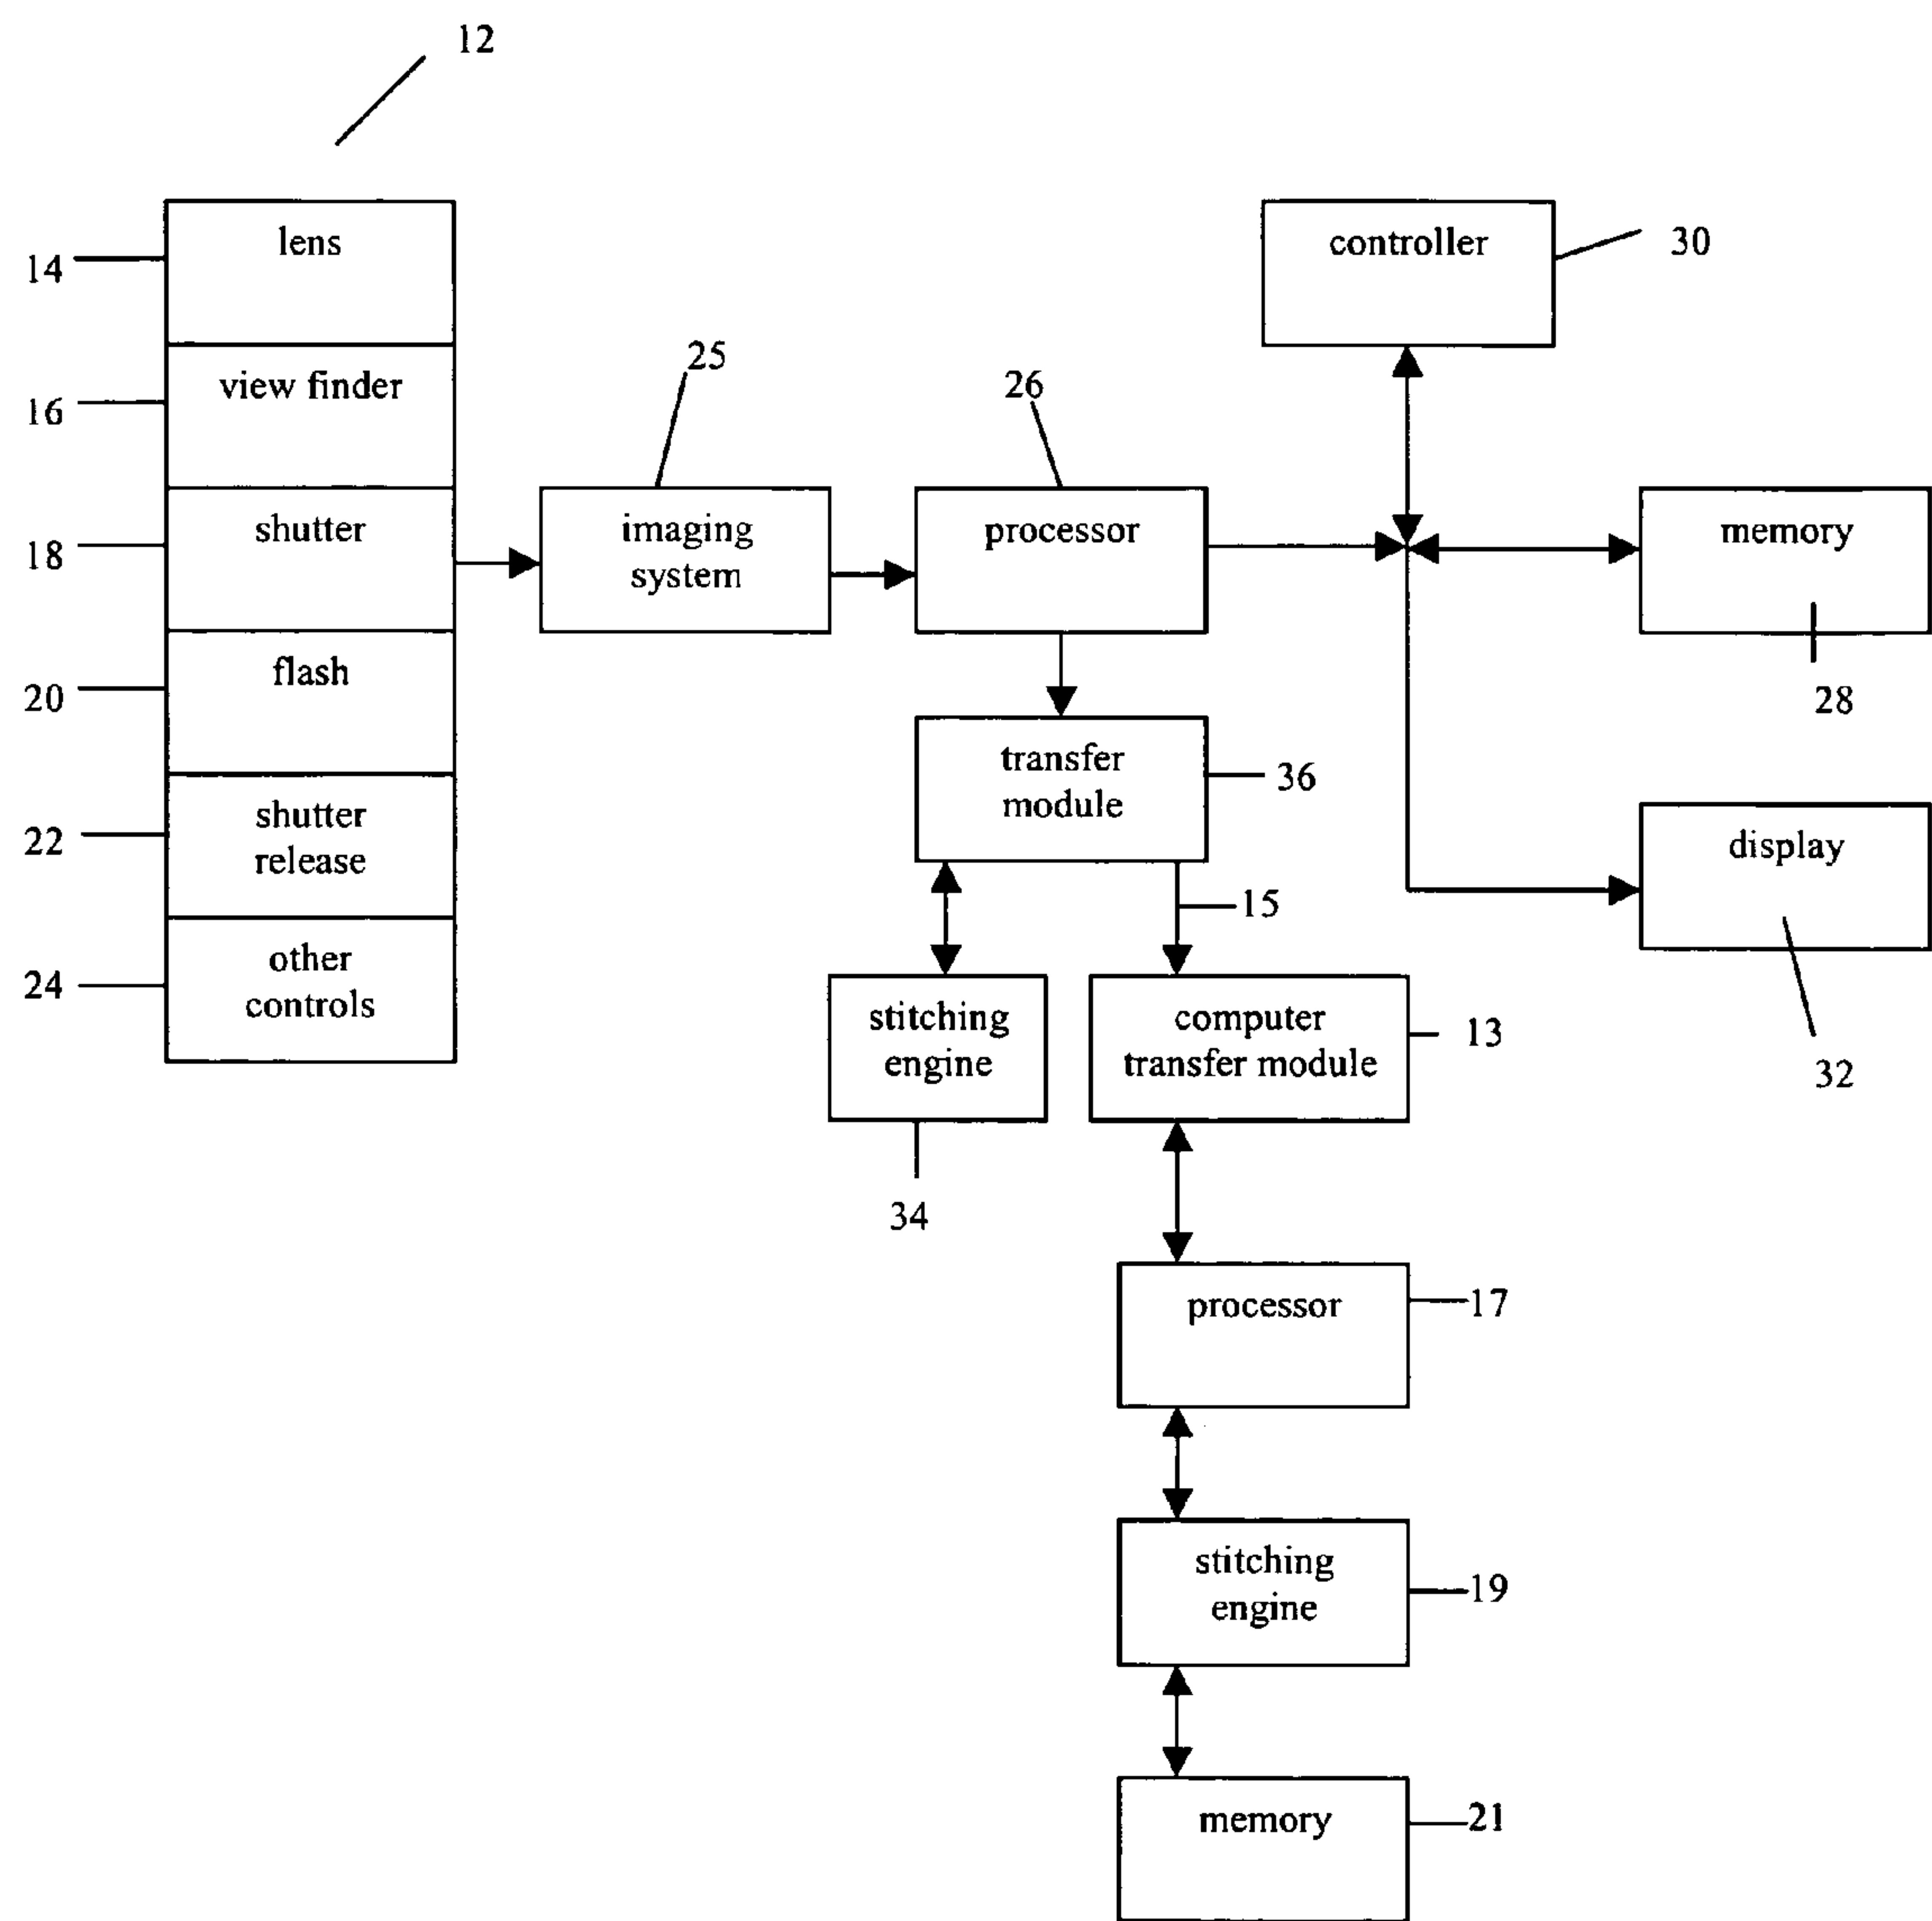 12
lens
14
controller
30
view finder
16
25
26
shutter
18
imaging
system
processor
memory
28
flash
20
transfer
module
36
shutter
release
22
display
32
15
other
controls
24
stitching
engine
34
computer
transfer module
13
processor
17
stitching
engine
19
memory
21